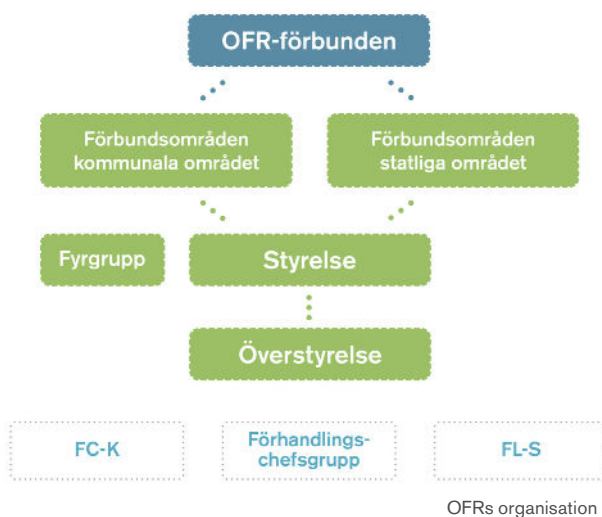 OFR-förbunden
Förbundsområden
kommunala området
Förbundsområden
statliga området
Fyrgrupp
Styrelse
Överstyrelse
FC-K
Förhandlings-
chefsgrupp
FL-S
OFRs organisation